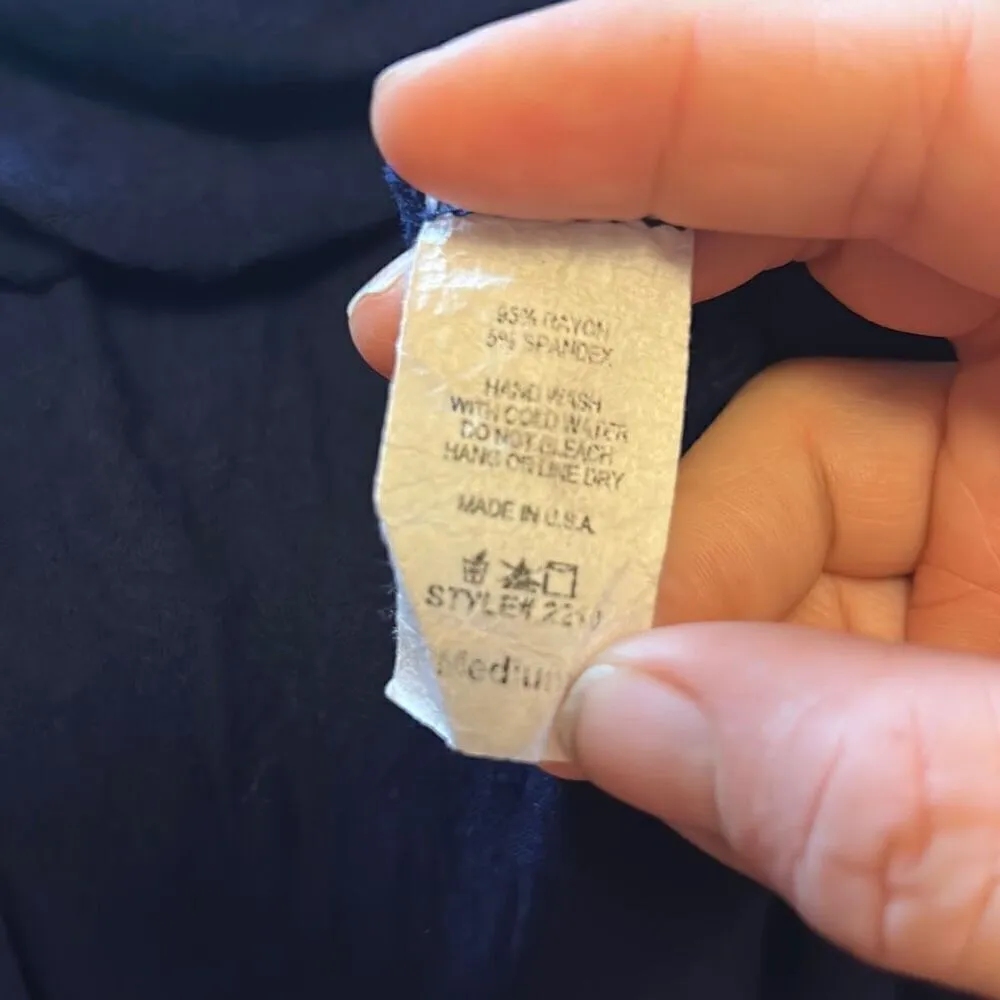 95% RAYON
5% SPANDEX
HAND WASH
WITH COLD WATER
DO NOT BLEACH
HANG OR LINE DRY
MADE IN U.S.A.
STYLE#
Medium